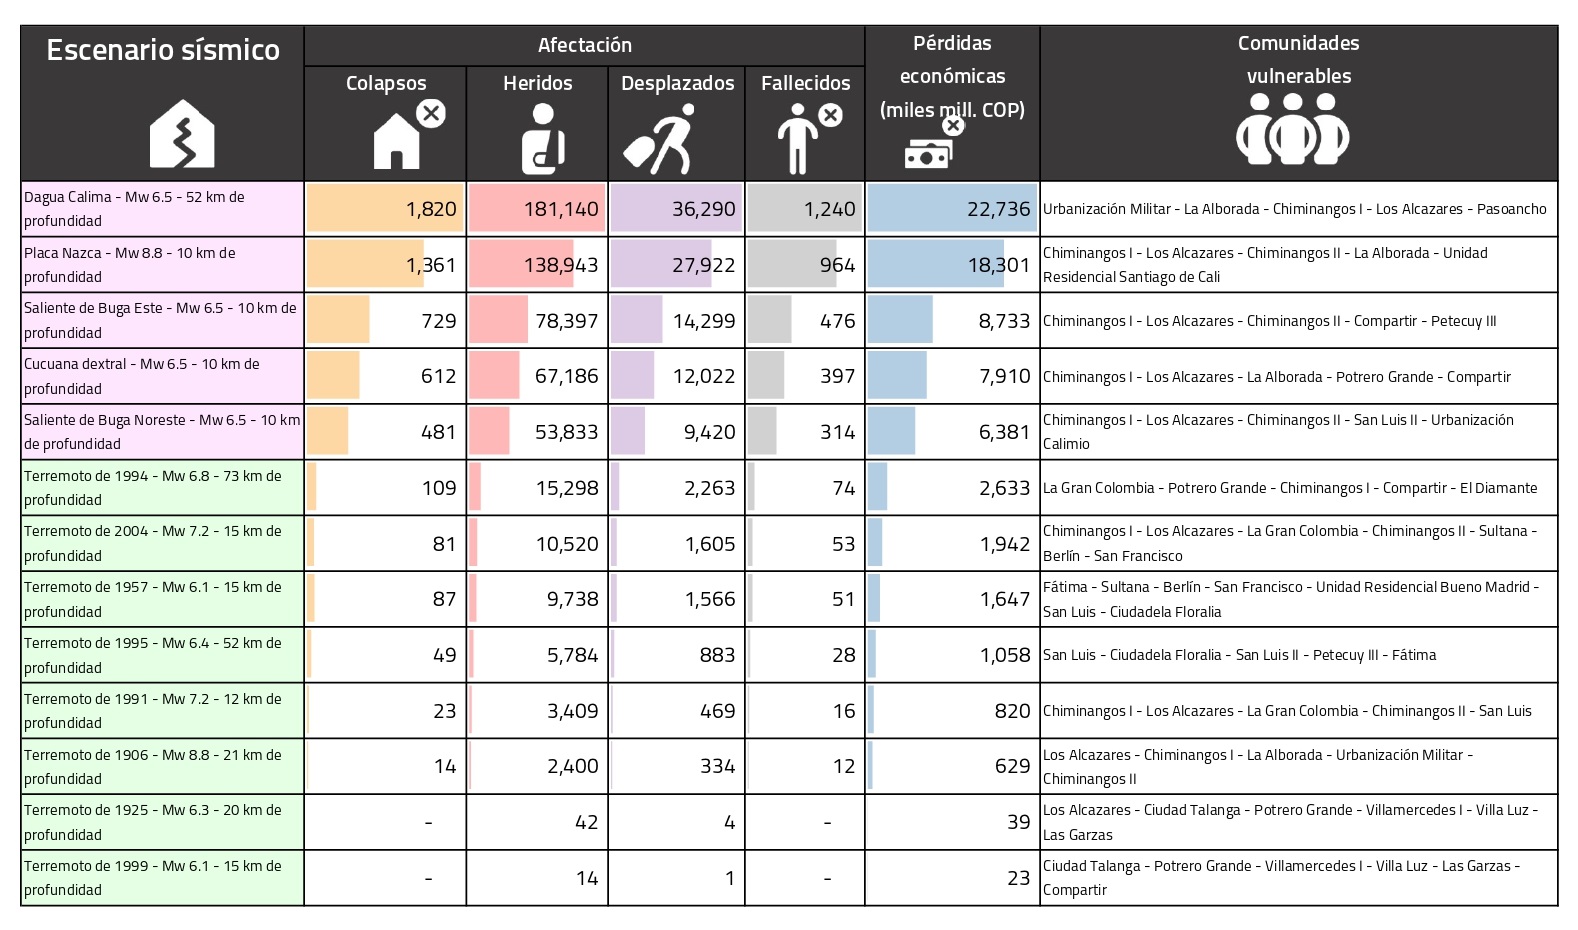 Escenario sísmico
Afectación
Pérdidas
económicas
(miles mill. COP)
Comunidades
vulnerables
Colapsos
Heridos
Desplazados
Fallecidos
Dagua Calima - Mw 6.5 - 52 km de
profundidad
1,820
181,140
36,290
1,240
22,736
Urbanización Militar - La Alborada - Chiminangos I - Los Alcazares - Pasoancho
Placa Nazca - Mw 8.8 - 10 km de
profundidad
1,361
138,943
27,922
964
18,301
Chiminangos I - Los Alcazares - Chiminangos II - La Alborada - Unidad
Residencial Santiago de Cali
Saliente de Buga Este - Mw 6.5 - 10 km de
profundidad
729
78,397
14,299
476
8,733
Chiminangos I - Los Alcazares - Chiminangos II - Compartir - Petecuy III
Cucuana dextral - Mw 6.5 - 10 km de
profundidad
612
67,186
12,022
397
7,910
Chiminangos I - Los Alcazares - La Alborada - Potrero Grande - Compartir
Saliente de Buga Noreste - Mw 6.5 - 10 km
de profundidad
481
53,833
9,420
314
6,381
Chiminangos I - Los Alcazares - Chiminangos II - San Luis II - Urbanización
Calimio
Terremoto de 1994 - Mw 6.8 - 73 km de
profundidad
109
15,298
2,263
74
2,633
La Gran Colombia - Potrero Grande - Chiminangos I - Compartir - El Diamante
Terremoto de 2004 - Mw 7.2 - 15 km de
profundidad
81
10,520
1,605
53
1,942
Chiminangos I - Los Alcazares - La Gran Colombia - Chiminangos II - Sultana -
Berlín - San Francisco
Terremoto de 1957 - Mw 6.1 - 15 km de
profundidad
87
9,738
1,566
51
1,647
Fátima - Sultana - Berlín - San Francisco - Unidad Residencial Bueno Madrid -
San Luis - Ciudadela Floralia
Terremoto de 1995 - Mw 6.4 - 52 km de
profundidad
49
5,784
883
28
1,058
San Luis - Ciudadela Floralia - San Luis II - Petecuy III - Fátima
Terremoto de 1991 - Mw 7.2 - 12 km de
profundidad
23
3,409
469
16
820
Chiminangos I - Los Alcazares - La Gran Colombia - Chiminangos II - San Luis
Terremoto de 1906 - Mw 8.8 - 21 km de
profundidad
14
2,400
334
12
629
Los Alcazares - Chiminangos I - La Alborada - Urbanización Militar -
Chiminangos II
Terremoto de 1925 - Mw 6.3 - 20 km de
profundidad
-
42
4
-
39
Los Alcazares - Ciudad Talanga - Potrero Grande - Villamercedes I - Villa Luz -
Las Garzas
Terremoto de 1999 - Mw 6.1 - 15 km de
profundidad
-
14
1
-
23
Ciudad Talanga - Potrero Grande - Villamercedes I - Villa Luz - Las Garzas -
Compartir